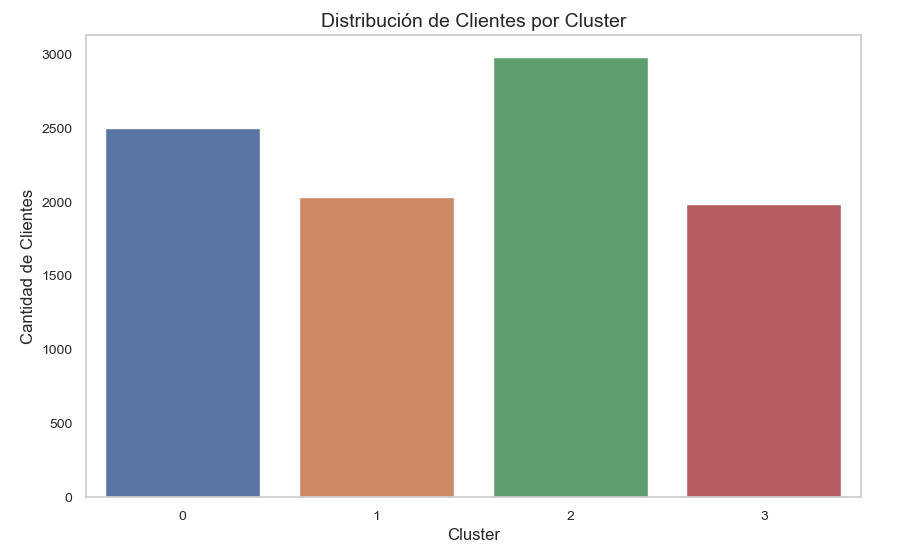 Distribución de Clientes por Cluster
3000
2500
2000
1500
1000
500
0
Cantidad de Clientes
0 1 2 3
Cluster